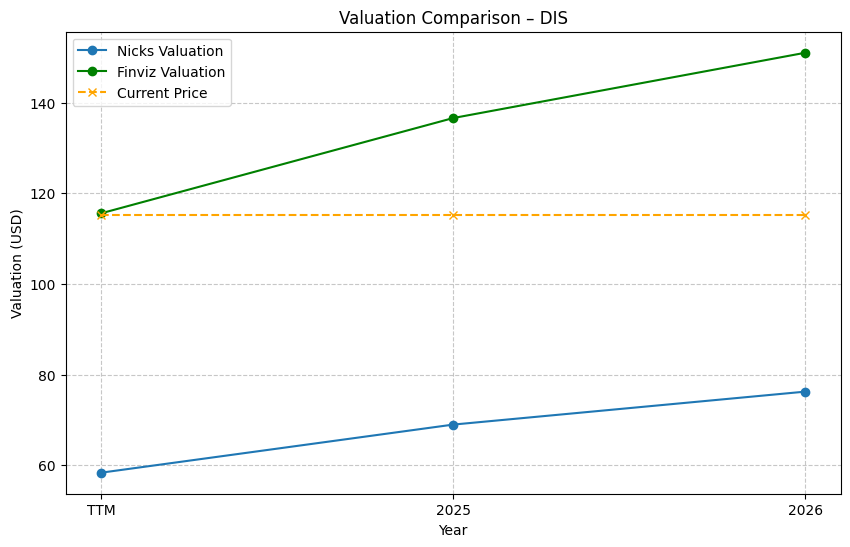 Valuation Comparison – DIS
Nicks Valuation
Finviz Valuation
Current Price
Valuation (USD)
140
120
100
80
60
TTM 2025 2026
Year